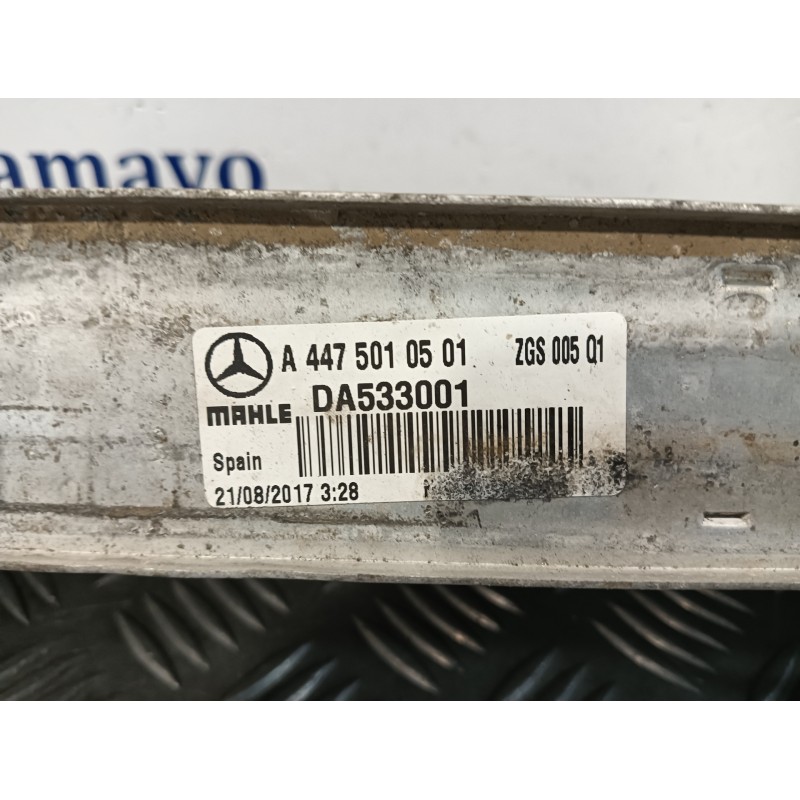 amayo
A 447 501 05 01 ZGS 005 Q1
MAHLE DA533001
Spain
21/08/2017 3:28